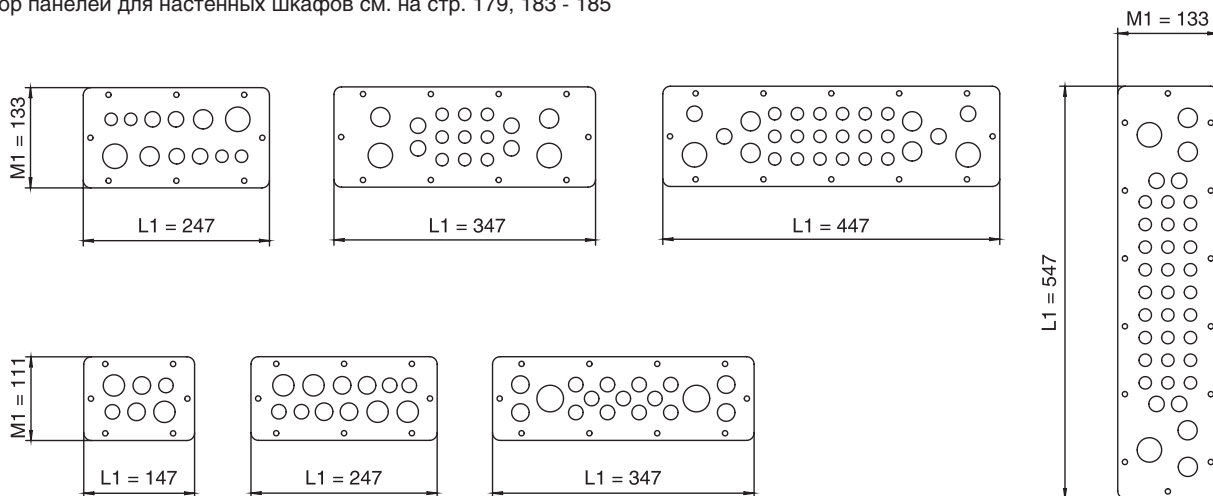 ор панелей для настенных шкафов см. на стр. 179, 183 - 185
M1 = 133
M1 = 133
L1 = 247
L1 = 347
L1 = 447
L1 = 547
M1 = 111
L1 = 147
L1 = 247
L1 = 347